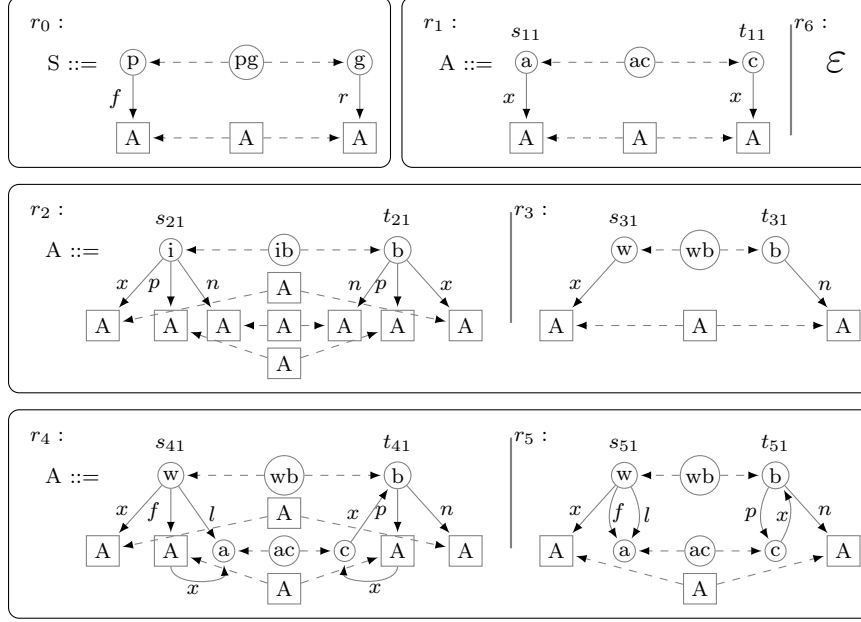 r0 :
S ::= p pg g
f r
A A A
r1 : s11 t11 r6 :
A ::= a ac c ε
x x
A A A
r2 : s21 t21
A ::= i ib b
x p n A n p x
A A A A A A A
A
r3 : s31 t31
w wb b
x n
A A A
r4 : s41 t41
A ::= w wb b
x f l A x p n
A A a ac c A A
x A x
r5 : s51 t51
w wb b
x f l p x n
A a ac c A
A